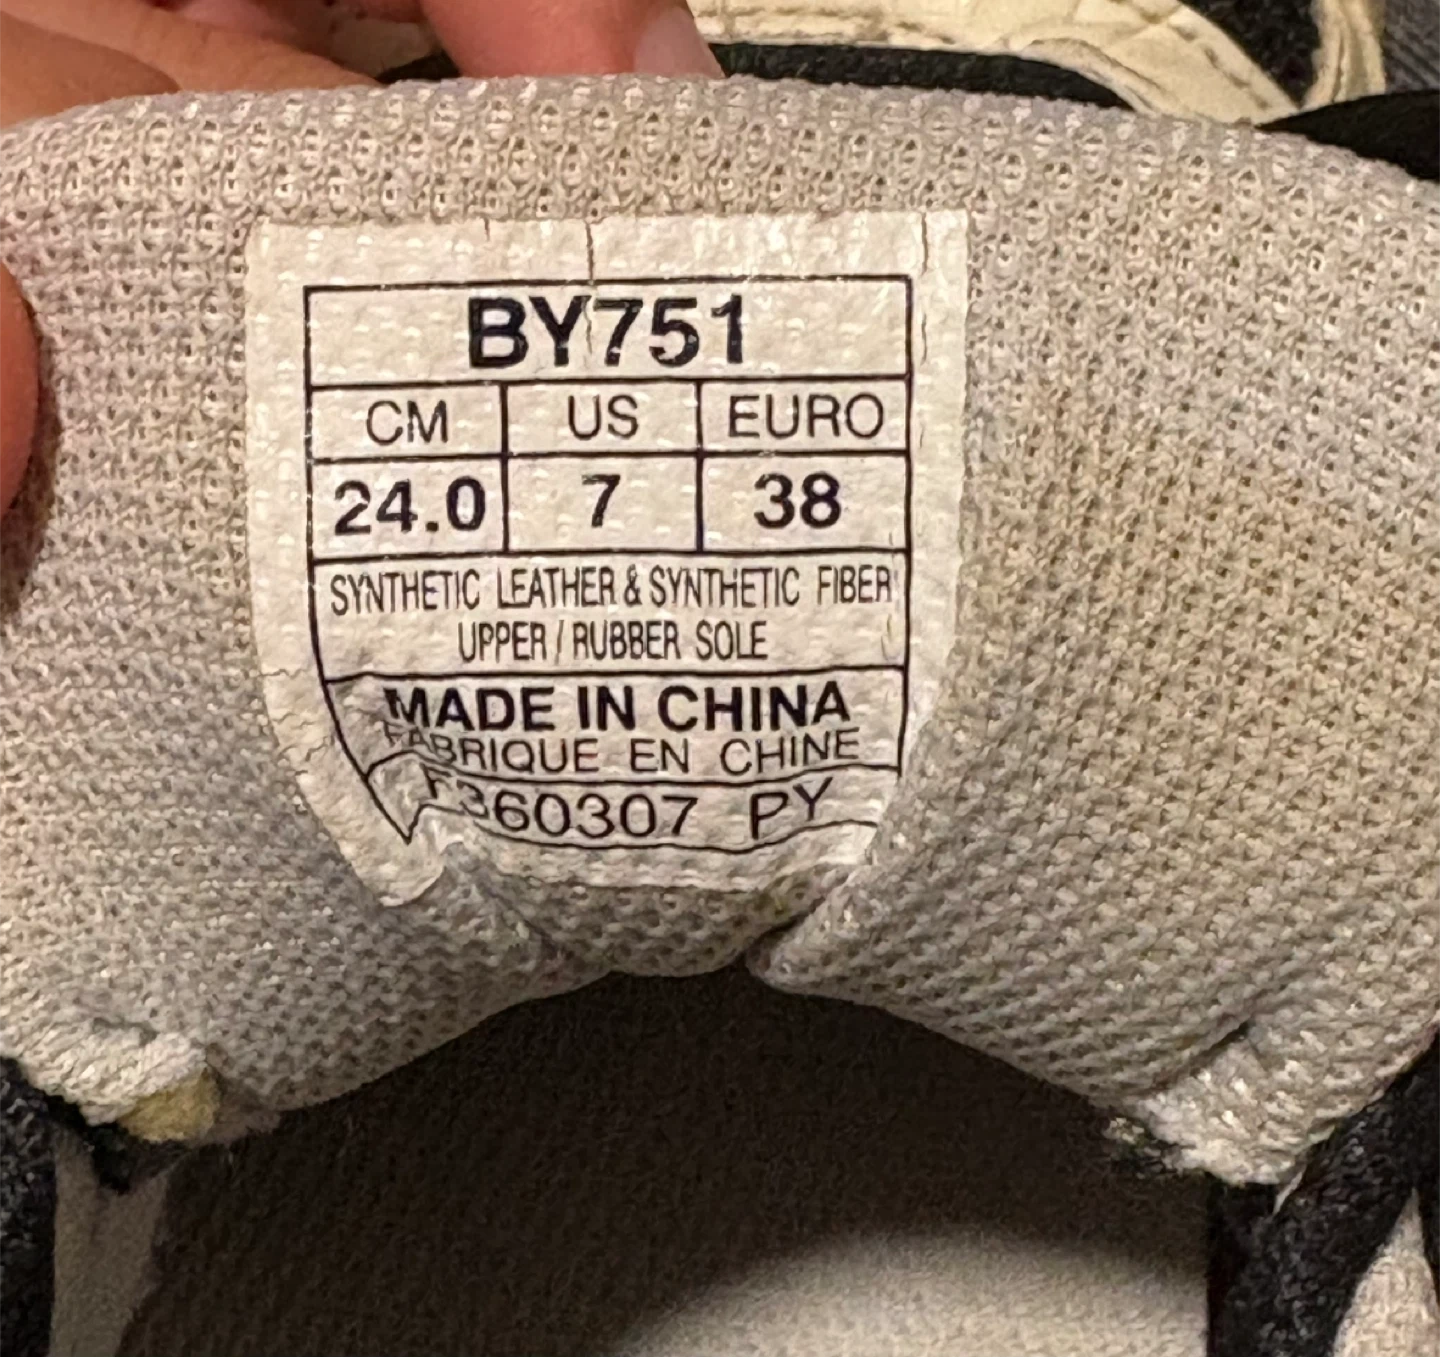 BY751
CM US EURO
24.0 7 38
SYNTHETIC LEATHER & SYNTHETIC FIBER
UPPER / RUBBER SOLE
MADE IN CHINA
FABRIQUE EN CHINE
F360307 PY